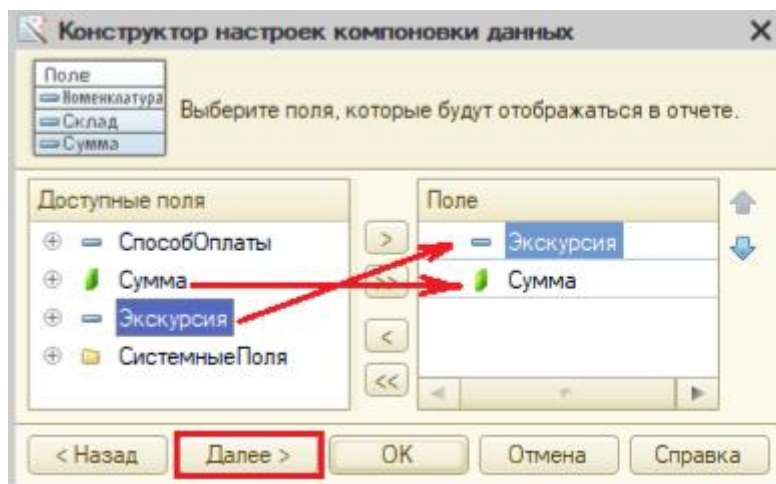 Конструктор настроек компоновки данных
Поле
Номенклатура
Склад
Сумма
Выберите поля, которые будут отображаться в отчете.
Доступные поля
СпособОплаты
Сумма
Экскурсия
СистемныеПоля
>
>>
<
<<
Поле
Экскурсия
Сумма
< Назад
Далее >
OK
Отмена
Справка